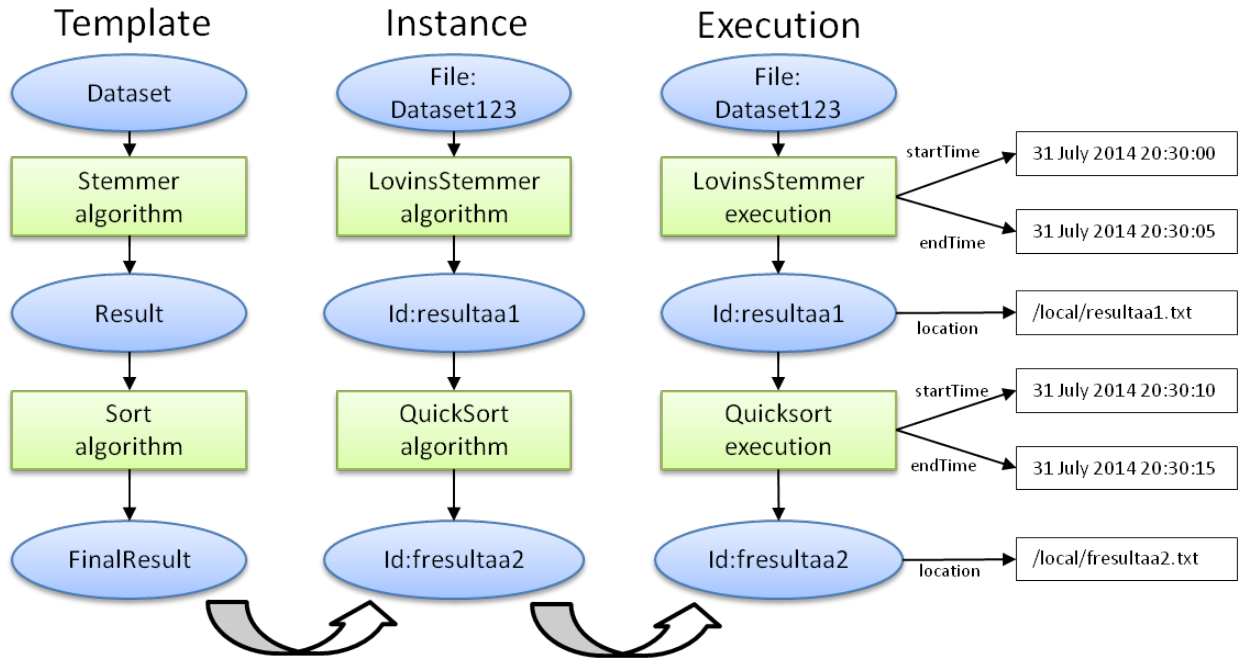 Template
Instance
Execution
Dataset
File:
Dataset123
File:
Dataset123
startTime
31 July 2014 20:30:00
Stemmer
algorithm
LovinsStemmer
algorithm
LovinsStemmer
execution
endTime
31 July 2014 20:30:05
Result
Id:resultaa1
Id:resultaa1
location
/local/resultaa1.txt
startTime
31 July 2014 20:30:10
Sort
algorithm
QuickSort
algorithm
Quicksort
execution
endTime
31 July 2014 20:30:15
FinalResult
Id:fresultaa2
Id:fresultaa2
location
/local/fresultaa2.txt